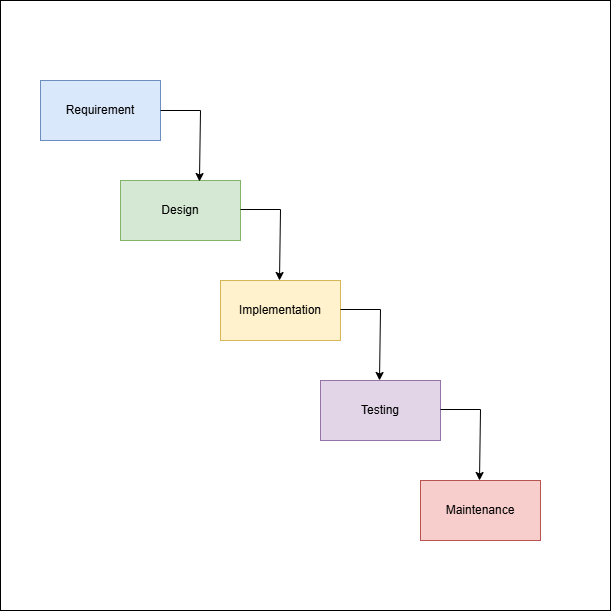 Requirement
Design
Implementation
Testing
Maintenance